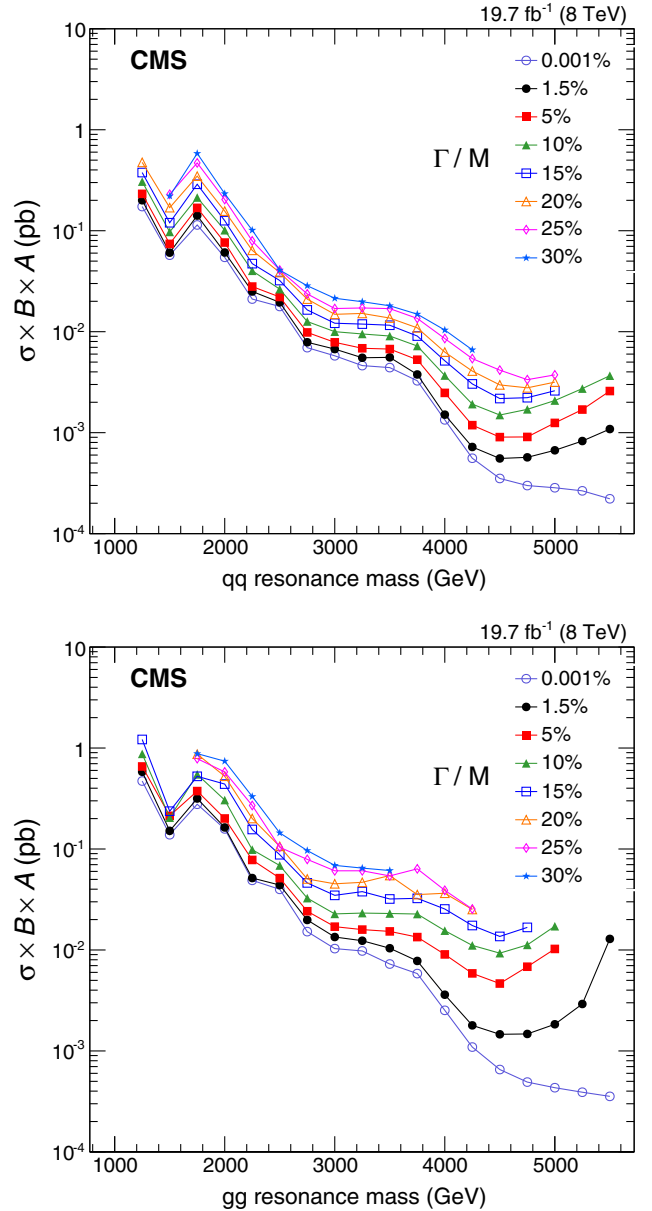 19.7 fb⁻¹ (8 TeV)
10
CMS
0.001%
1.5%
5%
1
10%
Γ / M
15%
20%
25%
10⁻¹
30%
σ × B × A (pb)
10⁻²
10⁻³
10⁻⁴
1000 2000 3000 4000 5000
qq resonance mass (GeV)
19.7 fb⁻¹ (8 TeV)
10
CMS
0.001%
1.5%
5%
1
10%
Γ / M
15%
20%
25%
10⁻¹
30%
σ × B × A (pb)
10⁻²
10⁻³
10⁻⁴
1000 2000 3000 4000 5000
gg resonance mass (GeV)